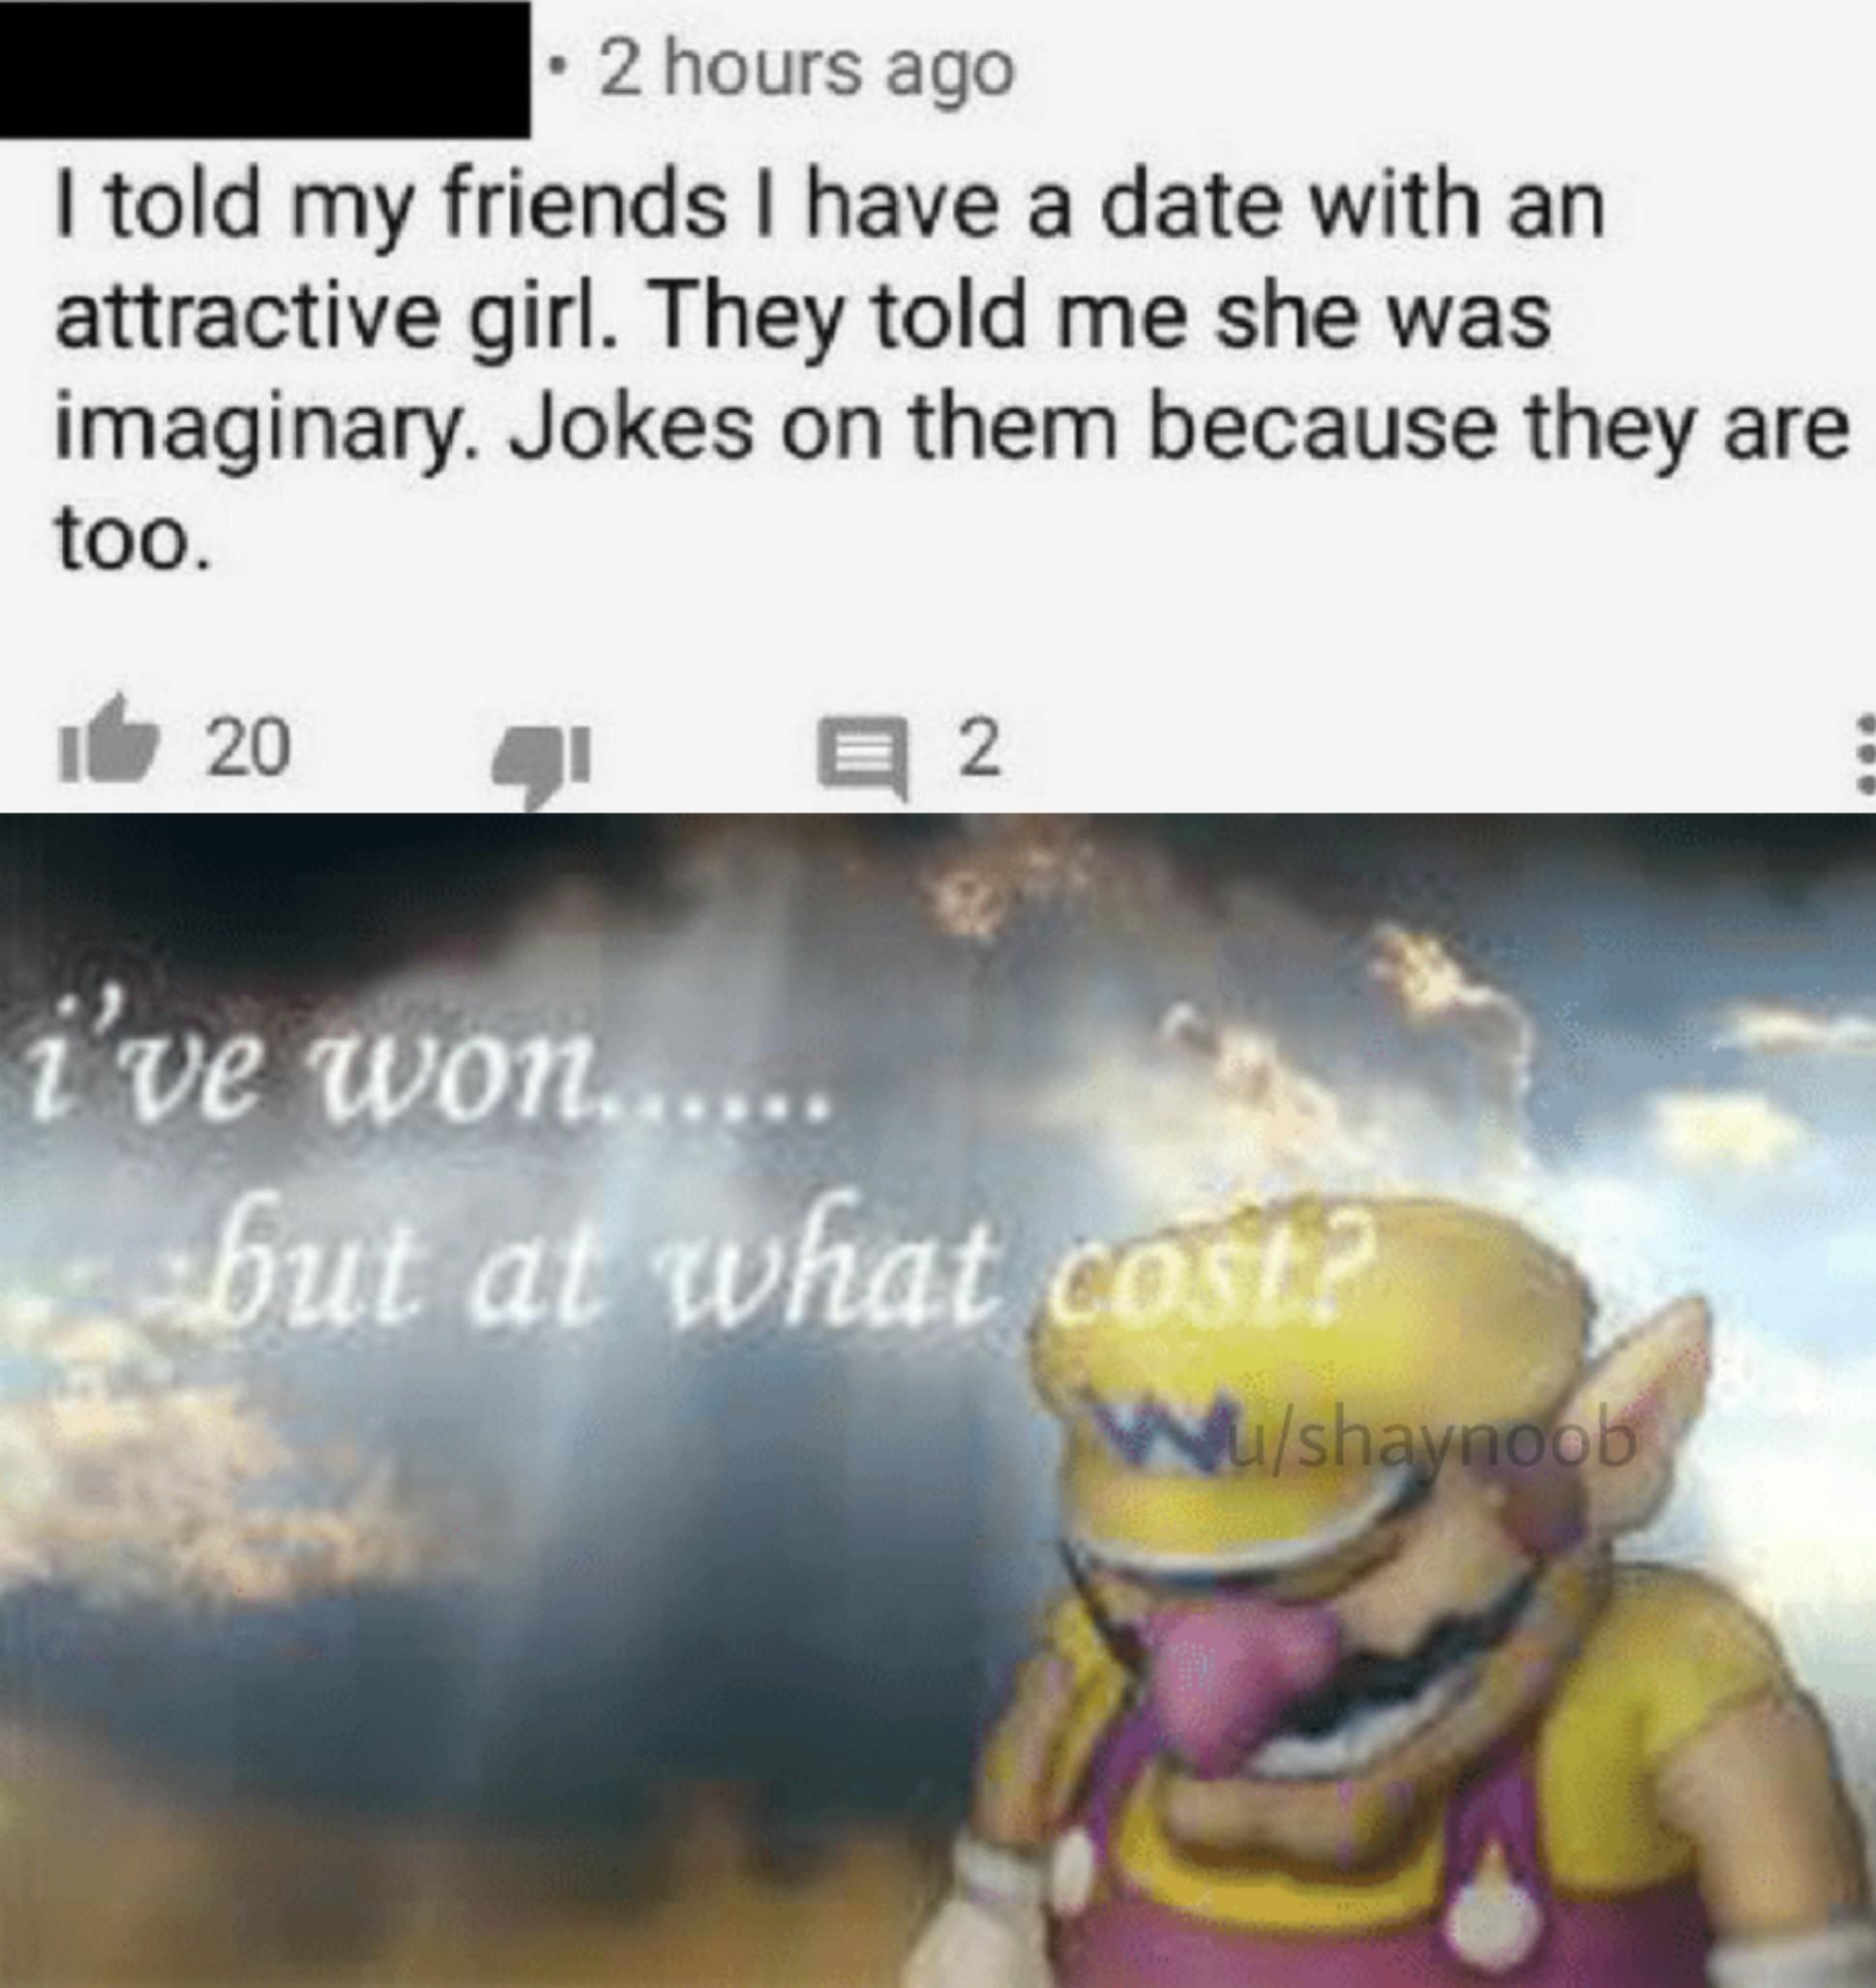 • 2 hours ago
I told my friends I have a date with an
attractive girl. They told me she was
imaginary. Jokes on them because they are
too.
20 2
i've won......
but at what cost?
W
u/shaynoob